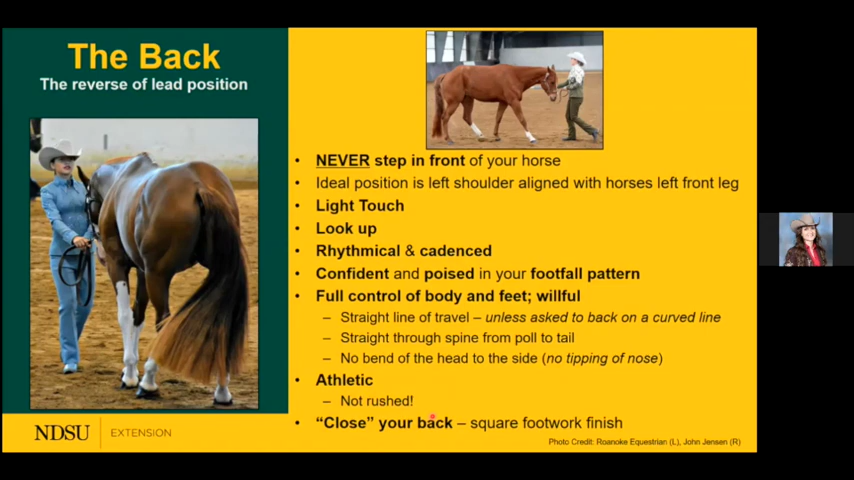 The Back
The reverse of lead position
NEVER step in front of your horse
Ideal position is left shoulder aligned with horses left front leg
Light Touch
Look up
Rhythmical & cadenced
Confident and poised in your footfall pattern
Full control of body and feet; willful
Straight line of travel – unless asked to back on a curved line
Straight through spine from poll to tail
No bend of the head to the side (no tipping of nose)
Athletic
Not rushed!
“Close” your back – square footwork finish
Photo Credit: Roanoke Equestrian (L), John Jensen (R)
NDSU EXTENSION